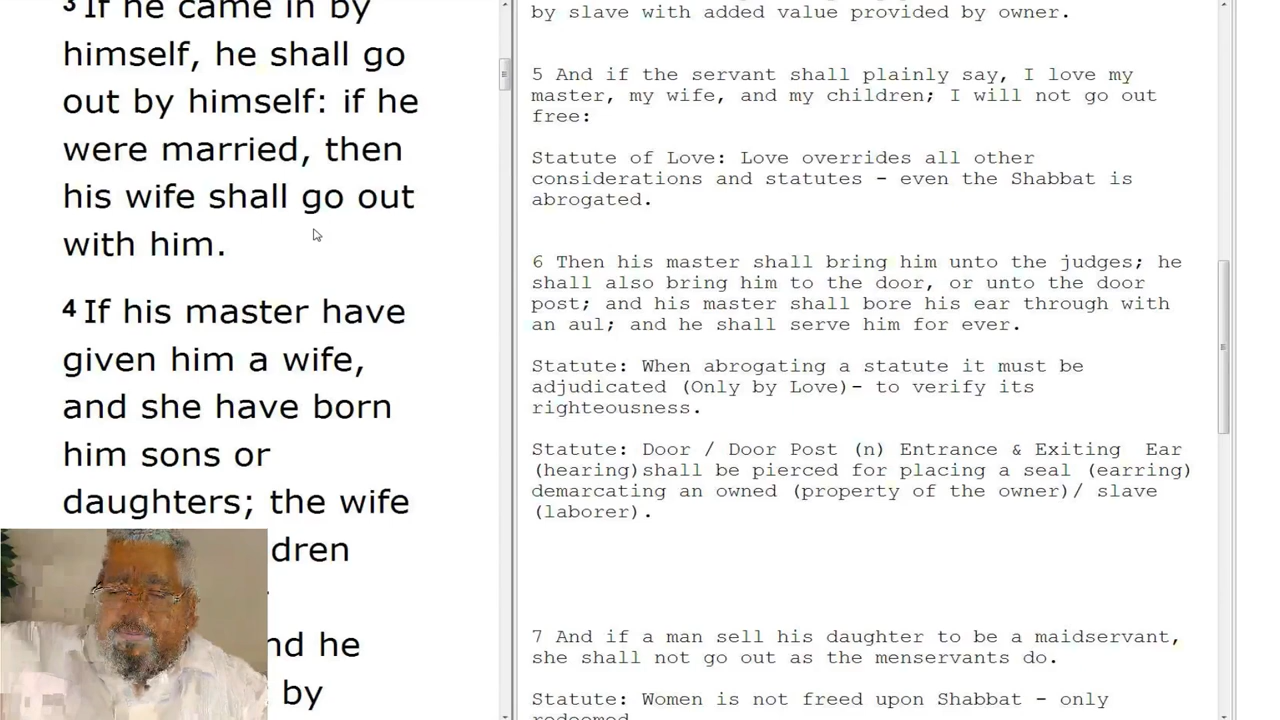 3 If he came in by
himself, he shall go
out by himself: if he
were married, then
his wife shall go out
with him.
4 If his master have
given him a wife,
and she have born
him sons or
daughters; the wife
dren
nd he
by
by slave with added value provided by owner.
5 And if the servant shall plainly say, I love my
master, my wife, and my children; I will not go out
free:
Statute of Love: Love overrides all other
considerations and statutes - even the Shabbat is
abrogated.
6 Then his master shall bring him unto the judges; he
shall also bring him to the door, or unto the door
post; and his master shall bore his ear through with
an aul; and he shall serve him for ever.
Statute: When abrogating a statute it must be
adjudicated (Only by Love)- to verify its
righteousness.
Statute: Door / Door Post (n) Entrance & Exiting Ear
(hearing)shall be pierced for placing a seal (earring)
demarcating an owned (property of the owner)/ slave
(laborer).
7 And if a man sell his daughter to be a maidservant,
she shall not go out as the menservants do.
Statute: Women is not freed upon Shabbat - only
redeemed